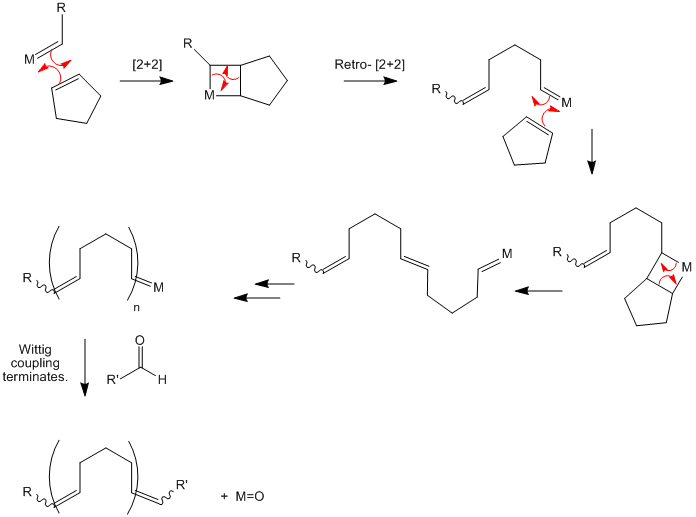 R
M
[2+2]
R
M
Retro- [2+2]
R
M
R
M
R
M
R
M
n
Wittig
coupling
terminates.
O
R'
H
R
R'
+ M=O